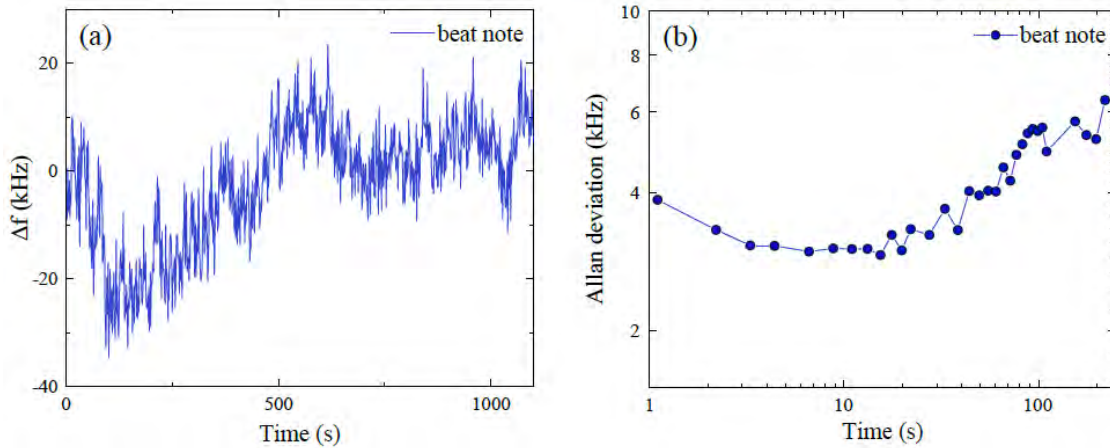 (a)
beat note
20
0
-20
-40
Δf (kHz)
0
500
1000
Time (s)
(b)
beat note
10
8
6
4
2
Allan deviation (kHz)
1
10
100
Time (s)